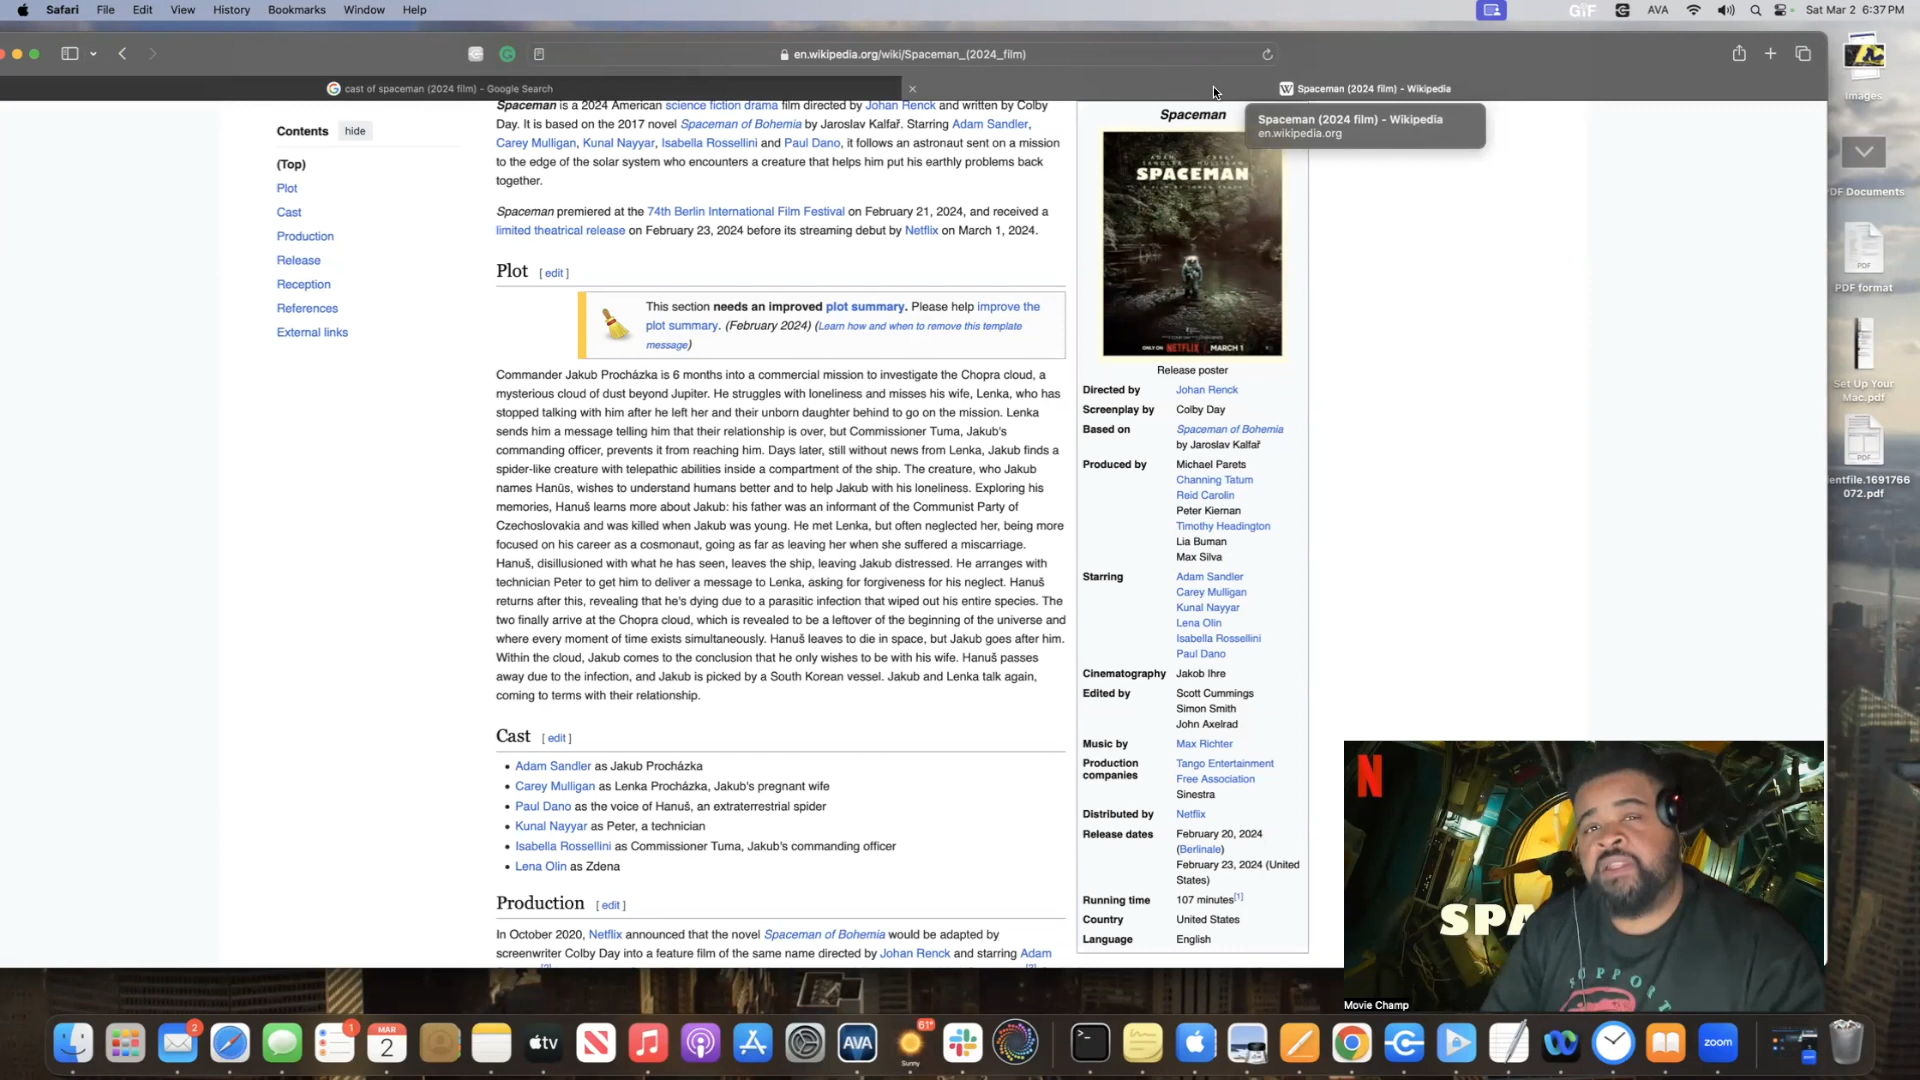 Safari File Edit View History Bookmarks Window Help
GIF AVA Sat Mar 2 6:37 PM
en.wikipedia.org/wiki/Spaceman_(2024_film)
cast of spaceman (2024 film) – Google Search
Spaceman (2024 film) – Wikipedia
Spaceman (2024 film) – Wikipedia
en.wikipedia.org
Contents hide
(Top)
Plot
Cast
Production
Release
Reception
References
External links
Spaceman is a 2024 American science fiction drama film directed by Johan Renck and written by Colby
Day. It is based on the 2017 novel Spaceman of Bohemia by Jaroslav Kalfař. Starring Adam Sandler,
Carey Mulligan, Kunal Nayyar, Isabella Rossellini and Paul Dano, it follows an astronaut sent on a mission
to the edge of the solar system who encounters a creature that helps him put his earthly problems back
together.
Spaceman premiered at the 74th Berlin International Film Festival on February 21, 2024, and received a
limited theatrical release on February 23, 2024 before its streaming debut by Netflix on March 1, 2024.
Plot [ edit ]
This section needs an improved plot summary. Please help improve the
plot summary. (February 2024) (Learn how and when to remove this template
message)
Commander Jakub Procházka is 6 months into a commercial mission to investigate the Chopra cloud, a
mysterious cloud of dust beyond Jupiter. He struggles with loneliness and misses his wife, Lenka, who has
stopped talking with him after he left her and their unborn daughter behind to go on the mission. Lenka
sends him a message telling him that their relationship is over, but Commissioner Tuma, Jakub's
commanding officer, prevents it from reaching him. Days later, still without news from Lenka, Jakub finds a
spider-like creature with telepathic abilities inside a compartment of the ship. The creature, who Jakub
names Hanûs, wishes to understand humans better and to help Jakub with his loneliness. Exploring his
memories, Hanuš learns more about Jakub: his father was an informant of the Communist Party of
Czechoslovakia and was killed when Jakub was young. He met Lenka, but often neglected her, being more
focused on his career as a cosmonaut, going as far as leaving her when she suffered a miscarriage.
Hanuš, disillusioned with what he has seen, leaves the ship, leaving Jakub distressed. He arranges with
technician Peter to get him to deliver a message to Lenka, asking for forgiveness for his neglect. Hanuš
returns after this, revealing that he's dying due to a parasitic infection that wiped out his entire species. The
two finally arrive at the Chopra cloud, which is revealed to be a leftover of the beginning of the universe and
where every moment of time exists simultaneously. Hanuš leaves to die in space, but Jakub goes after him.
Within the cloud, Jakub comes to the conclusion that he only wishes to be with his wife. Hanuš passes
away due to the infection, and Jakub is picked by a South Korean vessel. Jakub and Lenka talk again,
coming to terms with their relationship.
Cast [ edit ]
Adam Sandler as Jakub Procházka
Carey Mulligan as Lenka Procházka, Jakub's pregnant wife
Paul Dano as the voice of Hanuš, an extraterrestrial spider
Kunal Nayyar as Peter, a technician
Isabella Rossellini as Commissioner Tuma, Jakub's commanding officer
Lena Olin as Zdena
Production [ edit ]
In October 2020, Netflix announced that the novel Spaceman of Bohemia would be adapted by
screenwriter Colby Day into a feature film of the same name directed by Johan Renck and starring Adam
Spaceman
SPACEMAN
ONLY ON NETFLIX MARCH 1
Release poster
Directed by Johan Renck
Screenplay by Colby Day
Based on Spaceman of Bohemia
by Jaroslav Kalfař
Produced by Michael Parets
Channing Tatum
Reid Carolin
Peter Kiernan
Timothy Headington
Lia Buman
Max Silva
Starring Adam Sandler
Carey Mulligan
Kunal Nayyar
Lena Olin
Isabella Rossellini
Paul Dano
Cinematography Jakob Ihre
Edited by Scott Cummings
Simon Smith
John Axelrad
Music by Max Richter
Production companies Tango Entertainment
Free Association
Sinestra
Distributed by Netflix
Release dates February 20, 2024
(Berlinale)
February 23, 2024 (United
States)
Running time 107 minutes[1]
Country United States
Language English
Images
PDF Documents
PDF
PDF format
Set Up Your
Mac.pdf
PDF
entfile.1691766
072.pdf
N
SPA
SUPPORT
Movie Champ
2
1
MAR
2
tv
AVA
61°
Sunny
zoom